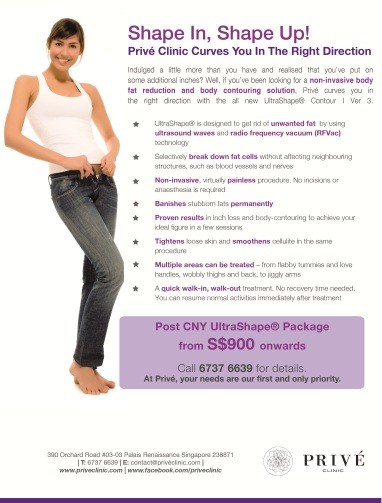 Shape In, Shape Up!
Privé Clinic Curves You In The Right Direction
Indulged a little more than you have and realised that you've put on
some additional inches? Well, if you've been looking for a non-invasive body
fat reduction and body contouring solution, Privé curves you in
the right direction with the all new UltraShape® Contour I Ver 3.
★ UltraShape® is designed to get rid of unwanted fat by using
ultrasound waves and radio frequency vacuum (RFVac)
technology
★ Selectively break down fat cells without affecting neighbouring
structures, such as blood vessels and nerves
★ Non-invasive, virtually painless procedure. No incisions or
anaesthesia is required
★ Banishes stubborn fats permanently
★ Proven results in inch loss and body-contouring to achieve your
ideal figure in a few sessions
★ Tightens loose skin and smoothens cellulite in the same
procedure
★ Multiple areas can be treated – from flabby tummies and love
handles, wobbly thighs and back, to jiggly arms
★ A quick walk-in, walk-out treatment. No recovery time needed.
You can resume normal activities immediately after treatment
Post CNY UltraShape® Package
from S$900 onwards
Call 6737 6639 for details.
At Privé, your needs are our first and only priority.
390 Orchard Road #03-03 Palais Renaissance Singapore 238871
| T: 6737 6639 | E: contact@privéclinic.com |
www.priveclinic.com | www.facebook.com/priveclinic
PRIVÉ
CLINIC